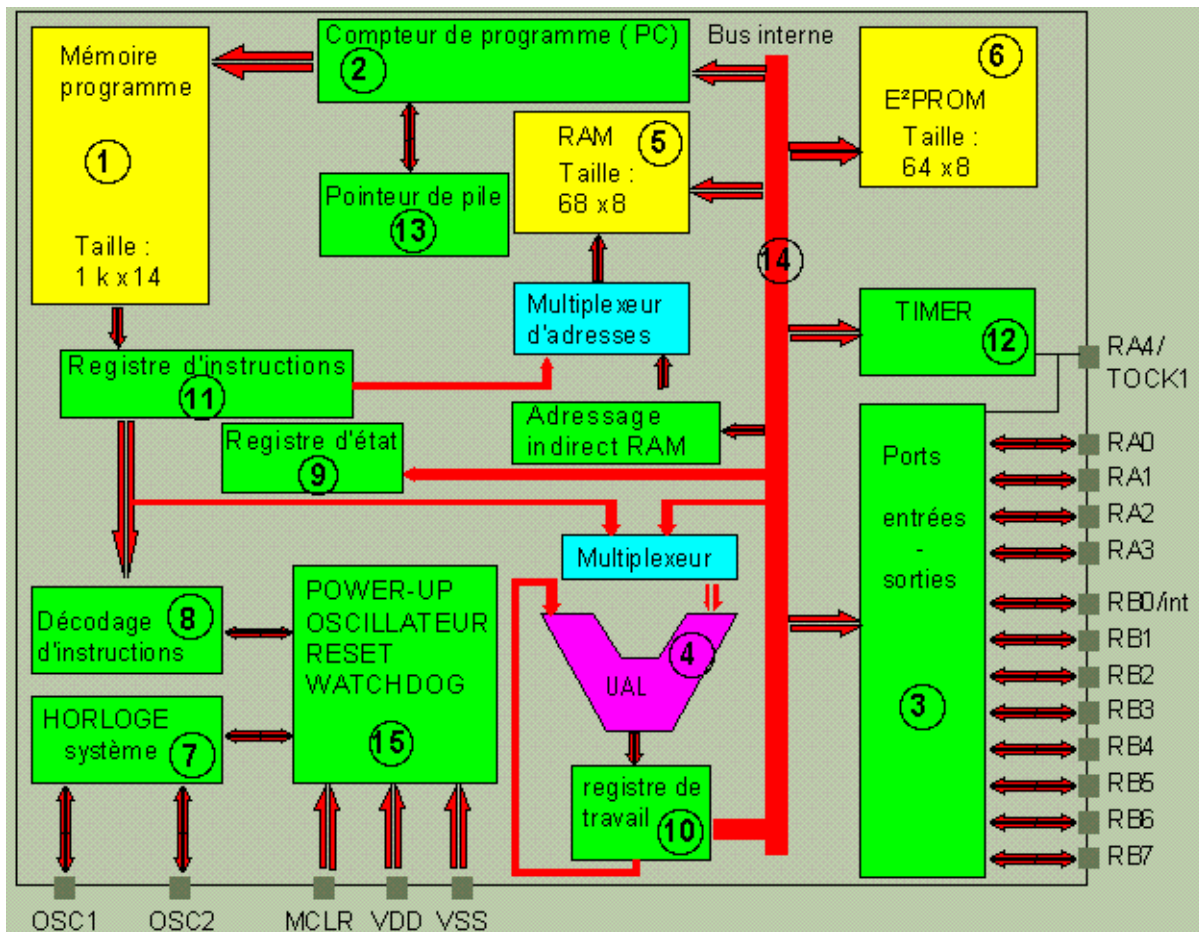 Mémoire
programme
1
Taille :
1 k x14
Compteur de programme ( PC)
2
Bus interne
6
E²PROM
Taille :
64 x8
RAM
5
Taille :
68 x8
Pointeur de pile
13
14
Multiplexeur
d'adresses
TIMER
12
RA4/
TOCK1
Registre d'instructions
11
Adressage
indirect RAM
Registre d'état
9
Ports
entrées
-
sorties
3
RA0
RA1
RA2
RA3
RB0/int
RB1
RB2
RB3
RB4
RB5
RB6
RB7
Multiplexeur
4
UAL
Décodage
d'instructions
8
POWER-UP
OSCILLATEUR
RESET
WATCHDOG
15
HORLOGE
système
7
registre de
travail
10
OSC1
OSC2
MCLR
VDD
VSS